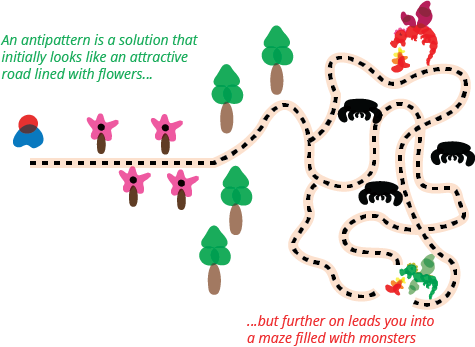 An antipattern is a solution that
initially looks like an attractive
road lined with flowers...
...but further on leads you into
a maze filled with monsters